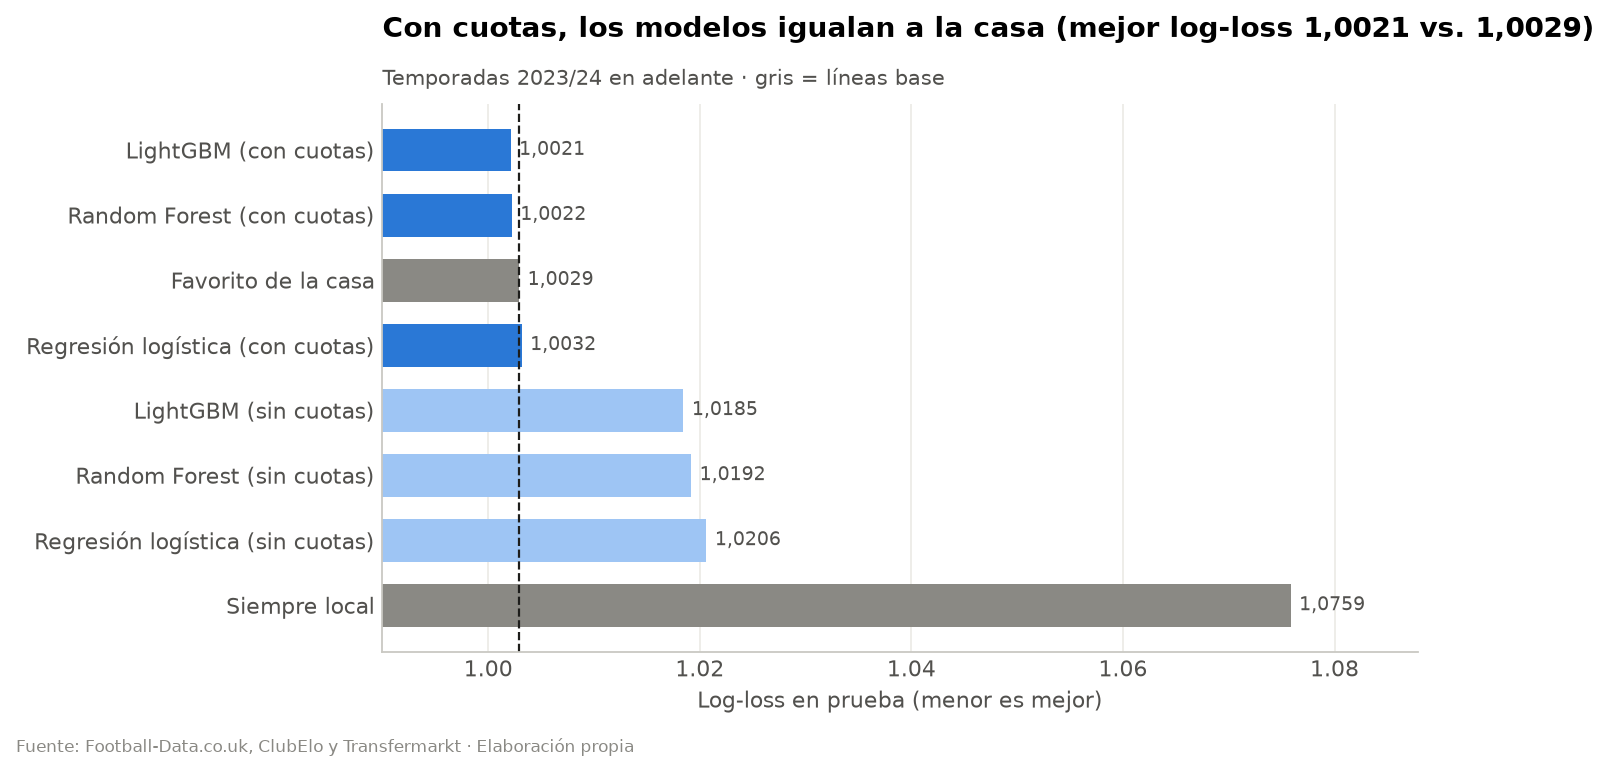 Con cuotas, los modelos igualan a la casa (mejor log-loss 1,0021 vs. 1,0029)
Temporadas 2023/24 en adelante · gris = líneas base
LightGBM (con cuotas) 1,0021
Random Forest (con cuotas) 1,0022
Favorito de la casa 1,0029
Regresión logística (con cuotas) 1,0032
LightGBM (sin cuotas) 1,0185
Random Forest (sin cuotas) 1,0192
Regresión logística (sin cuotas) 1,0206
Siempre local 1,0759
1.00 1.02 1.04 1.06 1.08
Log-loss en prueba (menor es mejor)
Fuente: Football-Data.co.uk, ClubElo y Transfermarkt · Elaboración propia